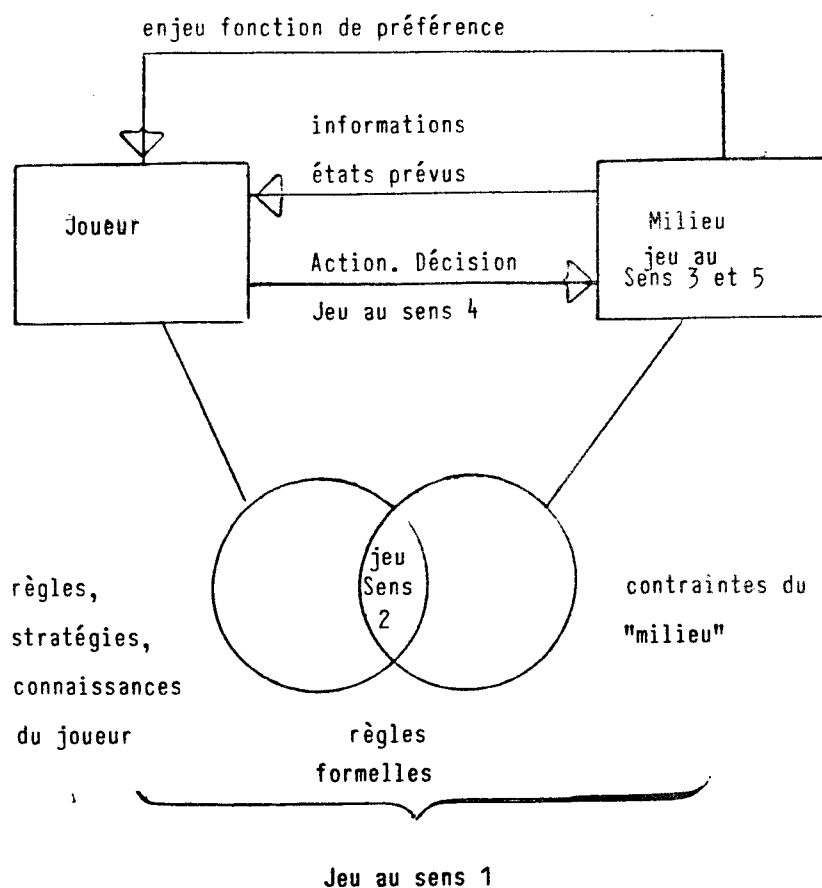 enjeu fonction de préférence
informations
états prévus
Joueur
Action. Décision
Jeu au sens 4
Milieu
jeu au
Sens 3 et 5
jeu
Sens
2
règles,
stratégies,
connaissances
du joueur
contraintes du
"milieu"
règles
formelles
Jeu au sens 1